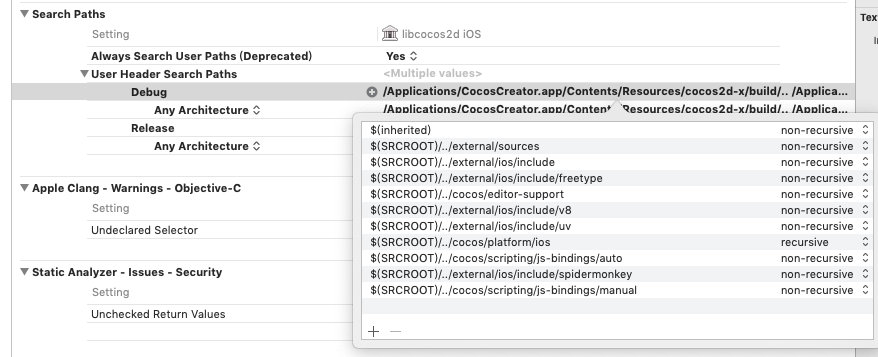 Search Paths
Tex
Setting libcocos2d iOS
Always Search User Paths (Deprecated) Yes
User Header Search Paths <Multiple values>
Debug /Applications/CocosCreator.app/Contents/Resources/cocos2d-x/build/.. /Applica...
Any Architecture /Applications/CocosCreator.app/Contents/Resources/cocos2d-x/build/.. /Applica...
Release
Any Architecture
$(inherited) non-recursive
$(SRCROOT)/../external/sources non-recursive
$(SRCROOT)/../external/ios/include non-recursive
$(SRCROOT)/../external/ios/include/freetype non-recursive
$(SRCROOT)/../cocos/editor-support non-recursive
$(SRCROOT)/../external/ios/include/v8 non-recursive
$(SRCROOT)/../external/ios/include/uv non-recursive
$(SRCROOT)/../cocos/platform/ios recursive
$(SRCROOT)/../cocos/scripting/js-bindings/auto non-recursive
$(SRCROOT)/../external/ios/include/spidermonkey non-recursive
$(SRCROOT)/../cocos/scripting/js-bindings/manual non-recursive
Apple Clang - Warnings - Objective-C
Setting
Undeclared Selector
Static Analyzer - Issues - Security
Setting
Unchecked Return Values